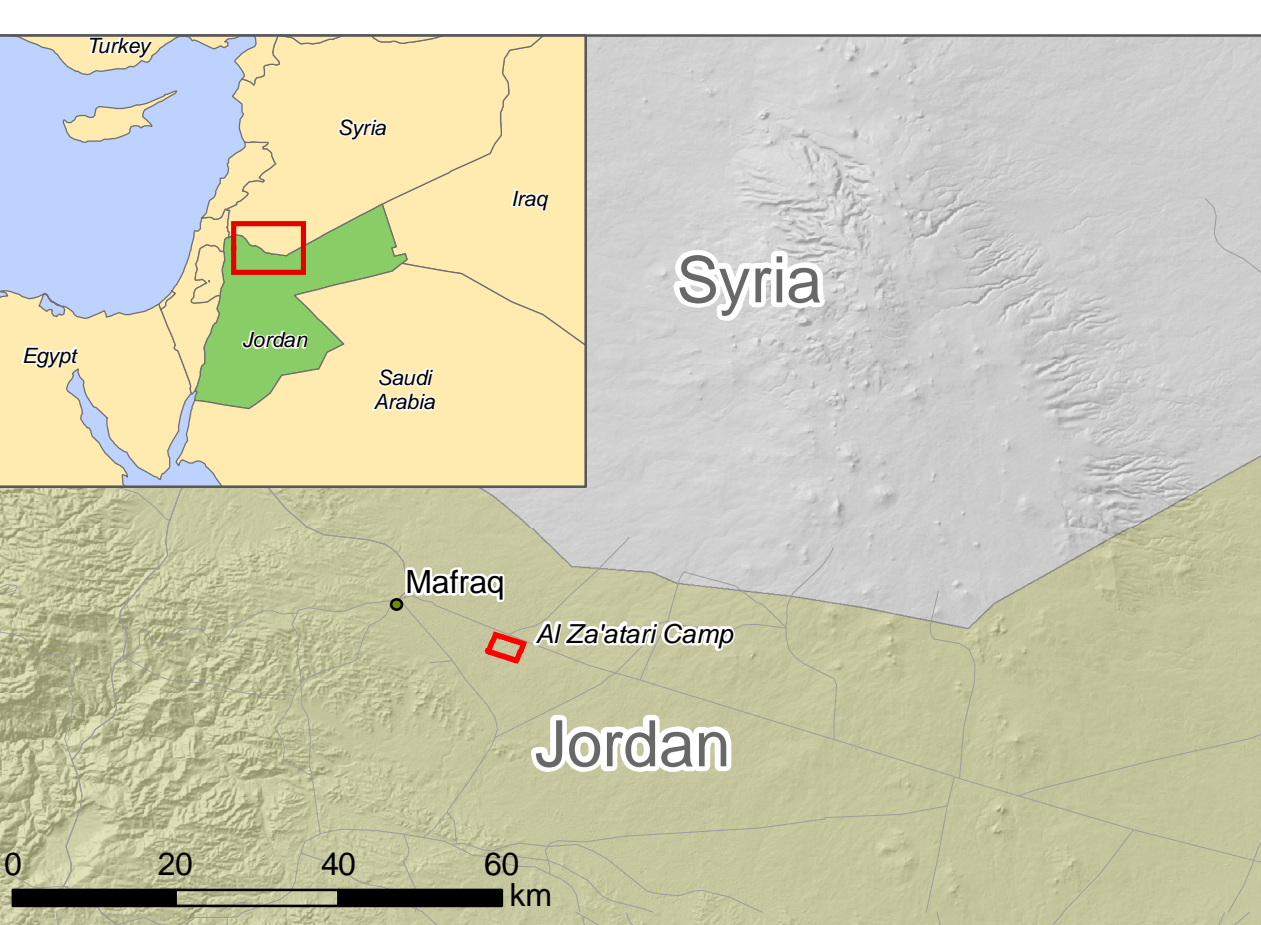 Turkey
Syria
Iraq
Jordan
Egypt
Saudi
Arabia
Syria
Mafraq
Al Za'atari Camp
Jordan
0 20 40 60
km